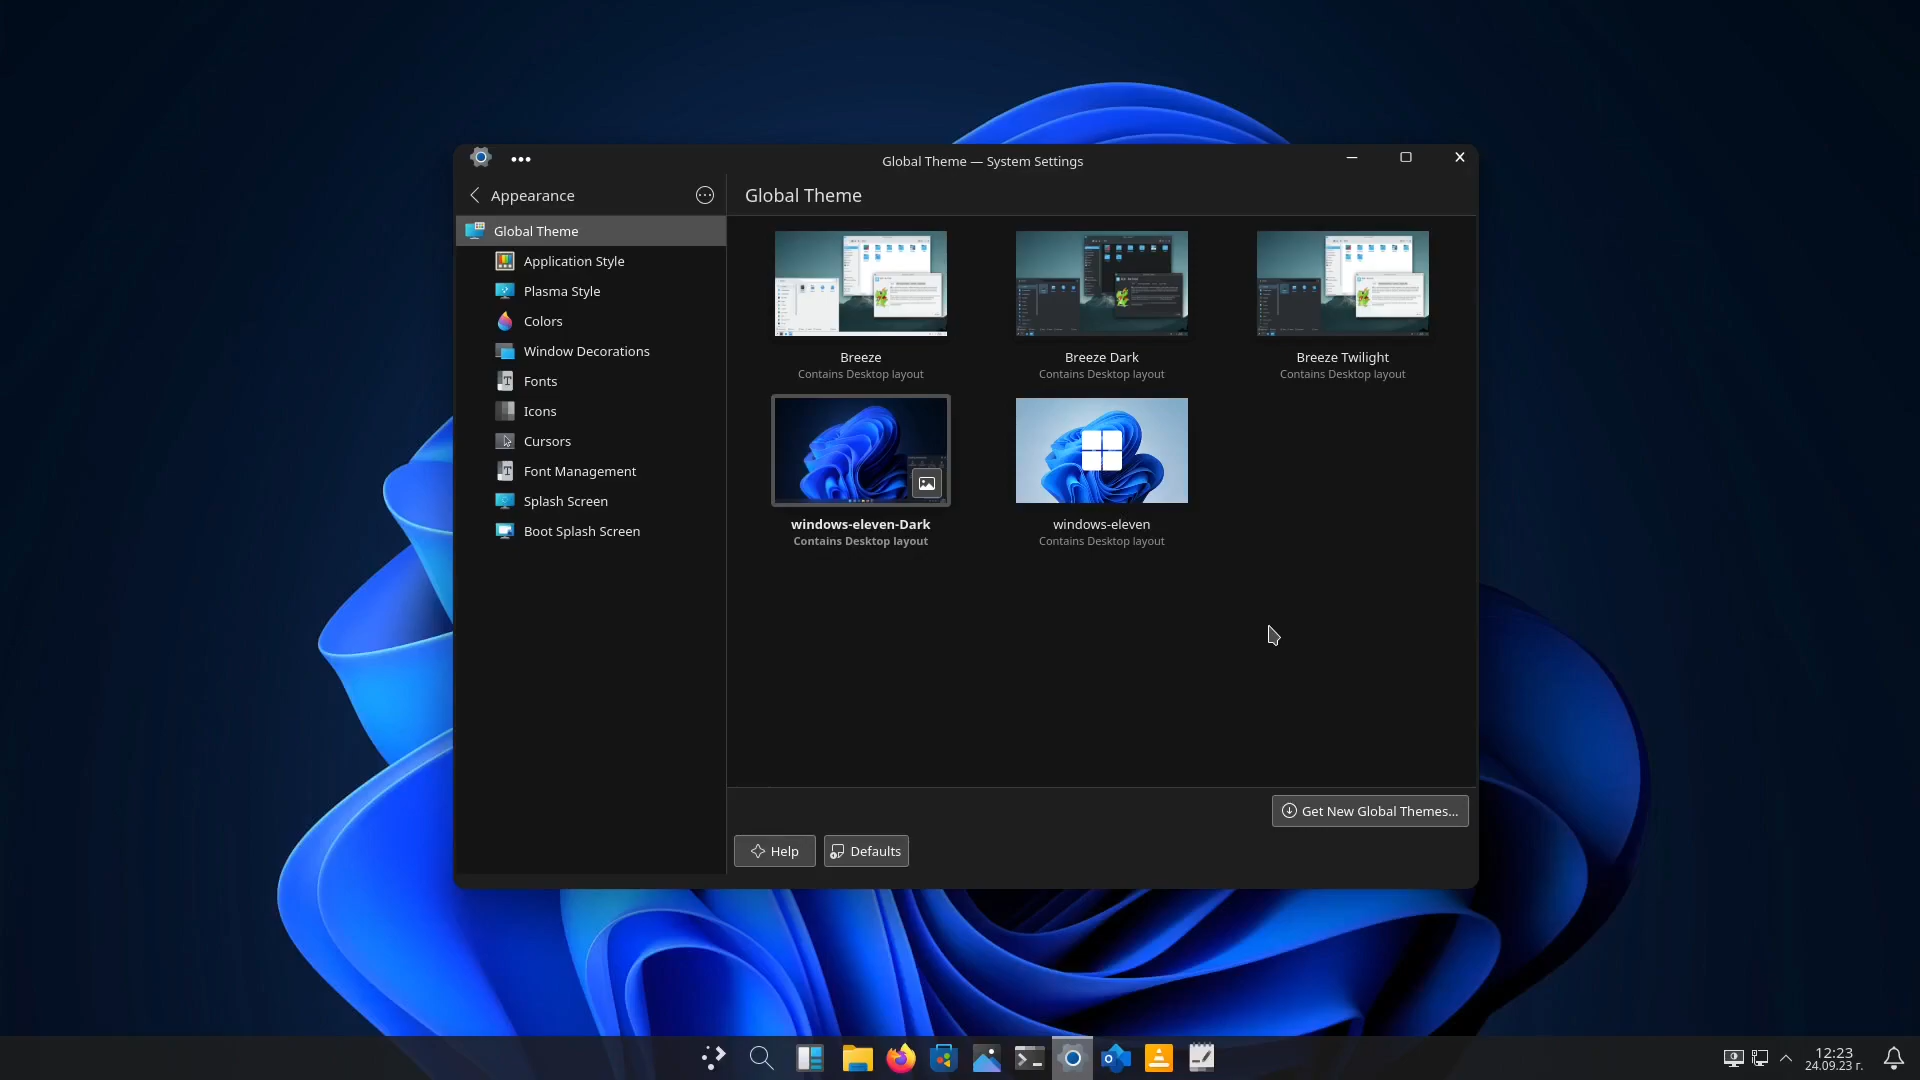 Global Theme — System Settings
Appearance
Global Theme
Global Theme
Application Style
Plasma Style
Colors
Window Decorations
Fonts
Icons
Cursors
Font Management
Splash Screen
Boot Splash Screen
Breeze
Contains Desktop layout
Breeze Dark
Contains Desktop layout
Breeze Twilight
Contains Desktop layout
windows-eleven-Dark
Contains Desktop layout
windows-eleven
Contains Desktop layout
Get New Global Themes...
Help
Defaults
12:23
24.09.23 г.